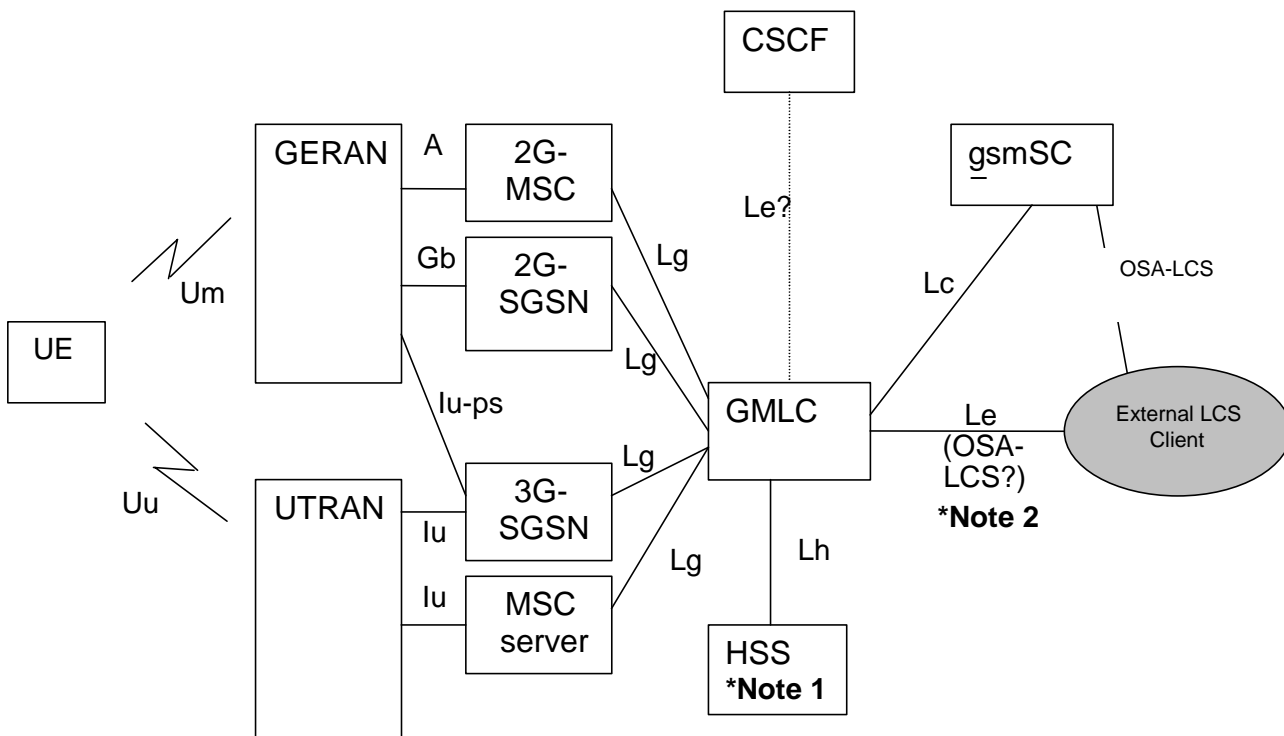 CSCF
GERAN
A
2G-
MSC
gsmSC
Le?
Gb
2G-
SGSN
Lg
OSA-LCS
Um
Lc
UE
Lg
Iu-ps
GMLC
Le
(OSA-
LCS?)
*Note 2
External LCS
Client
Uu
UTRAN
Iu
3G-
SGSN
Lg
Iu
MSC
server
Lg
Lh
HSS
*Note 1